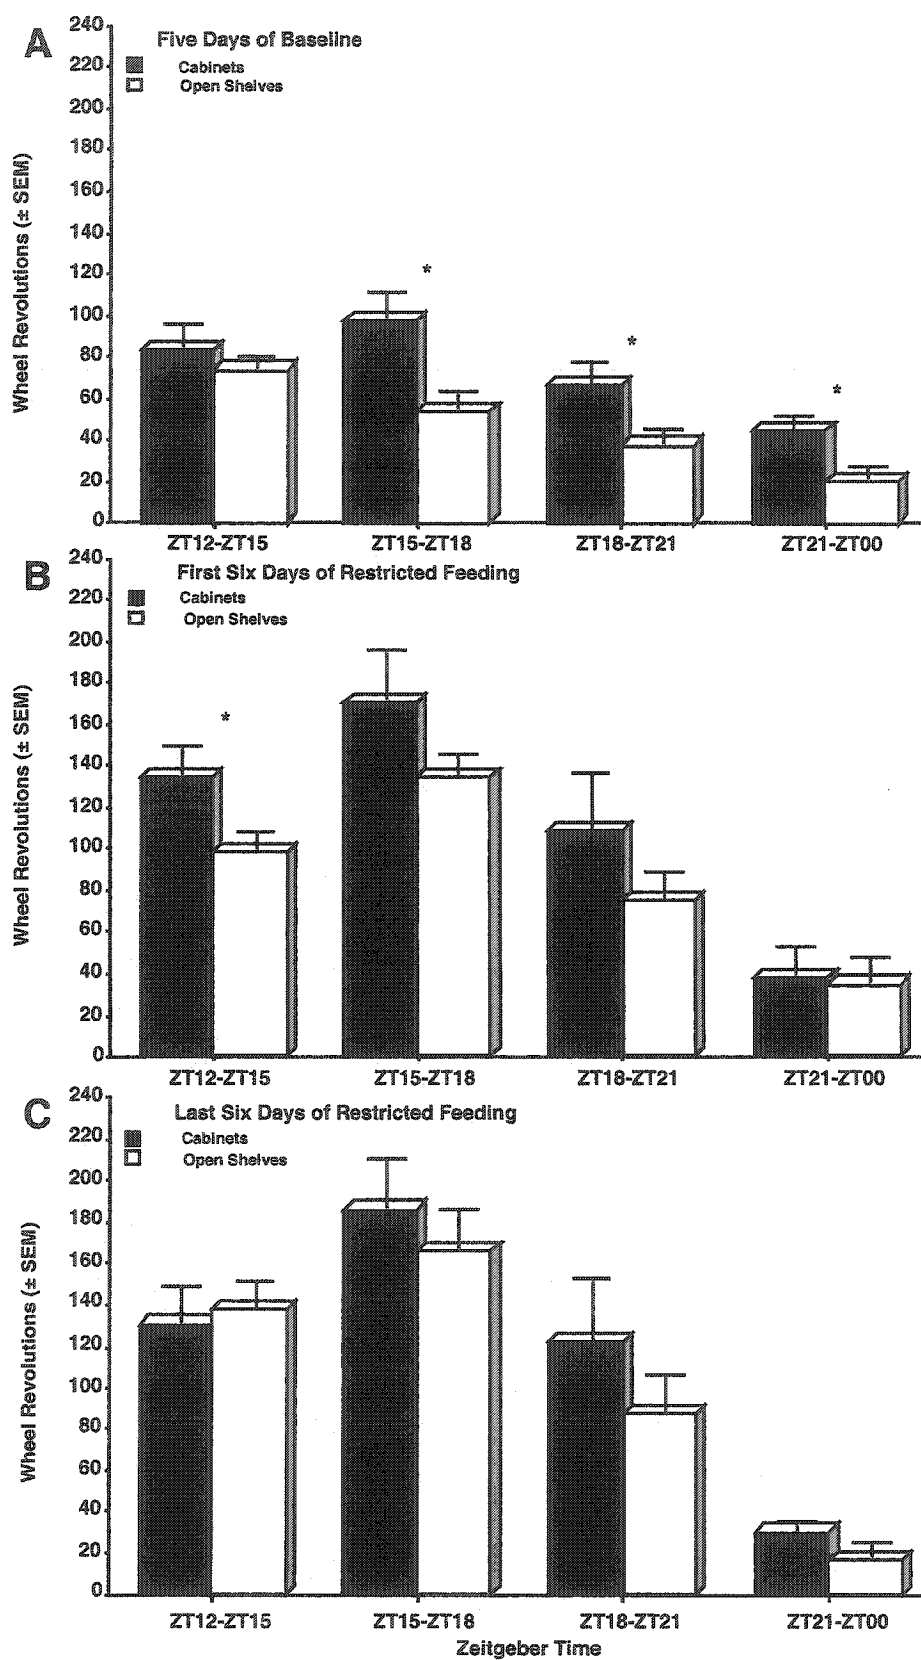 A
Five Days of Baseline
Cabinets
Open Shelves
240
220
200
180
160
140
120
100
80
60
40
20
0
Wheel Revolutions (± SEM)
*
*
*
ZT12-ZT15 ZT15-ZT18 ZT18-ZT21 ZT21-ZT00
B
First Six Days of Restricted Feeding
Cabinets
Open Shelves
240
220
200
180
160
140
120
100
80
60
40
20
0
Wheel Revolutions (± SEM)
*
ZT12-ZT15 ZT15-ZT18 ZT18-ZT21 ZT21-ZT00
C
Last Six Days of Restricted Feeding
Cabinets
Open Shelves
240
220
200
180
160
140
120
100
80
60
40
20
0
Wheel Revolutions (± SEM)
ZT12-ZT15 ZT15-ZT18 ZT18-ZT21 ZT21-ZT00
Zeitgeber Time